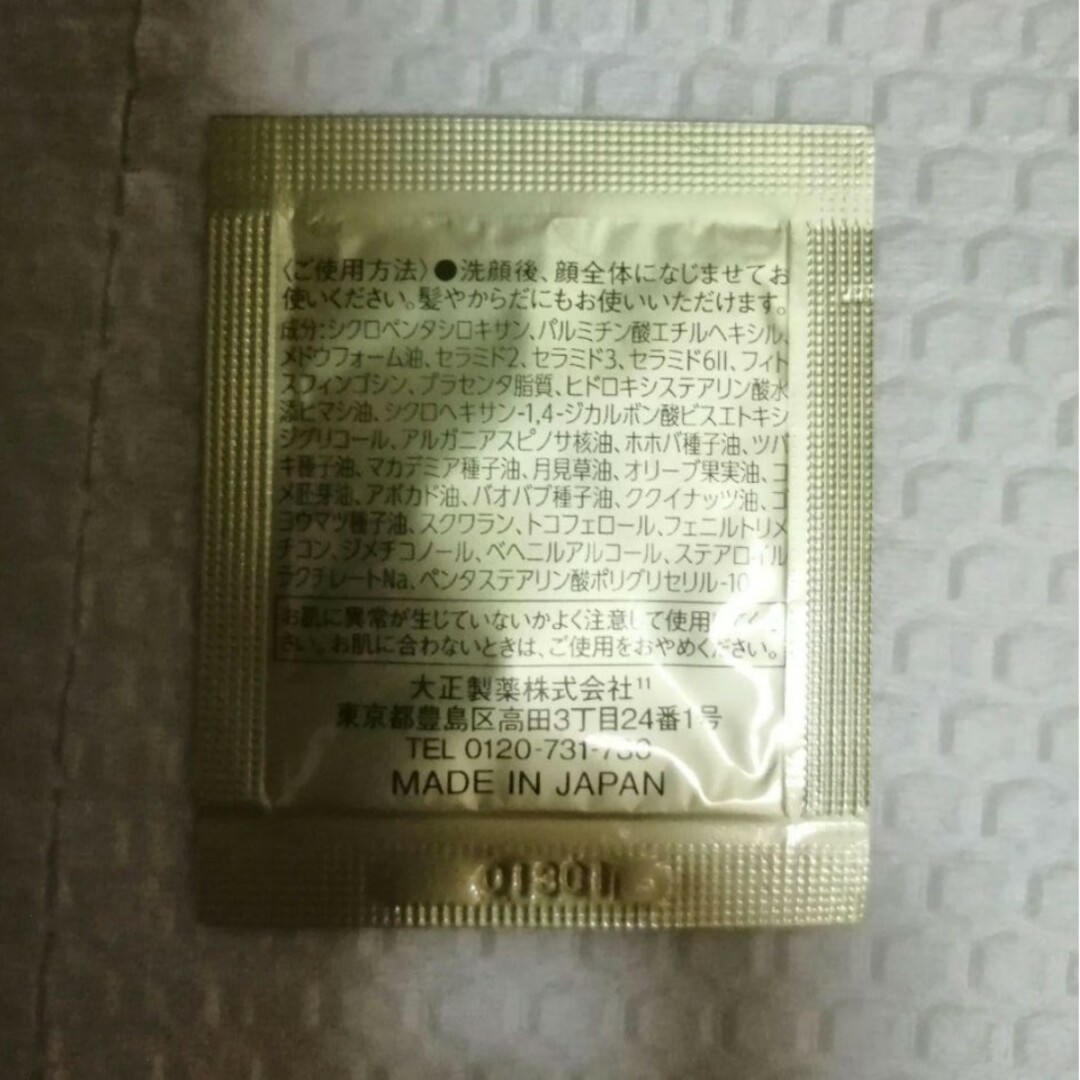 〈ご使用方法〉●洗顔後、顔全体になじませてお
使いください。髪やからだにもお使いいただけます。
成分:シクロペンタシロキサン、パルミチン酸エチルヘキシル、
メドウフォーム油、セラミド2、セラミド3、セラミド6II、フィト
スフィンゴシン、プラセンタ脂質、ヒドロキシステアリン酸水
添ヒマシ油、シクロヘキサン-1,4-ジカルボン酸ビスエトキシ
ジグリコール、アルガニアスピノサ核油、ホホバ種子油、ツバ
キ種子油、マカデミア種子油、月見草油、オリーブ果実油、コ
メ胚芽油、アボカド油、バオバブ種子油、ククイナッツ油、ゴ
ヨウマツ種子油、スクワラン、トコフェロール、フェニルトリメ
チコン、ジメチコノール、ベヘニルアルコール、ステアロイル
ラクチレートNa、ペンタステアリン酸ポリグリセリル-10
お肌に異常が生じていないかよく注意して使用してくだ
さい。お肌に合わないときは、ご使用をおやめください。
大正製薬株式会社11
東京都豊島区高田3丁目24番1号
TEL 0120-731-
MADE IN JAPAN